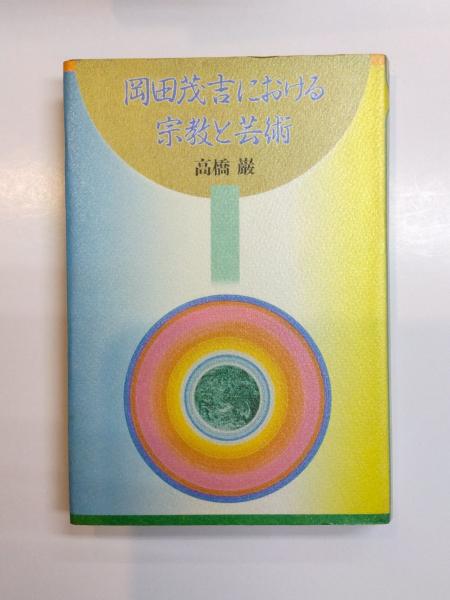 岡田茂吉における
宗教と芸術
高橋 巌